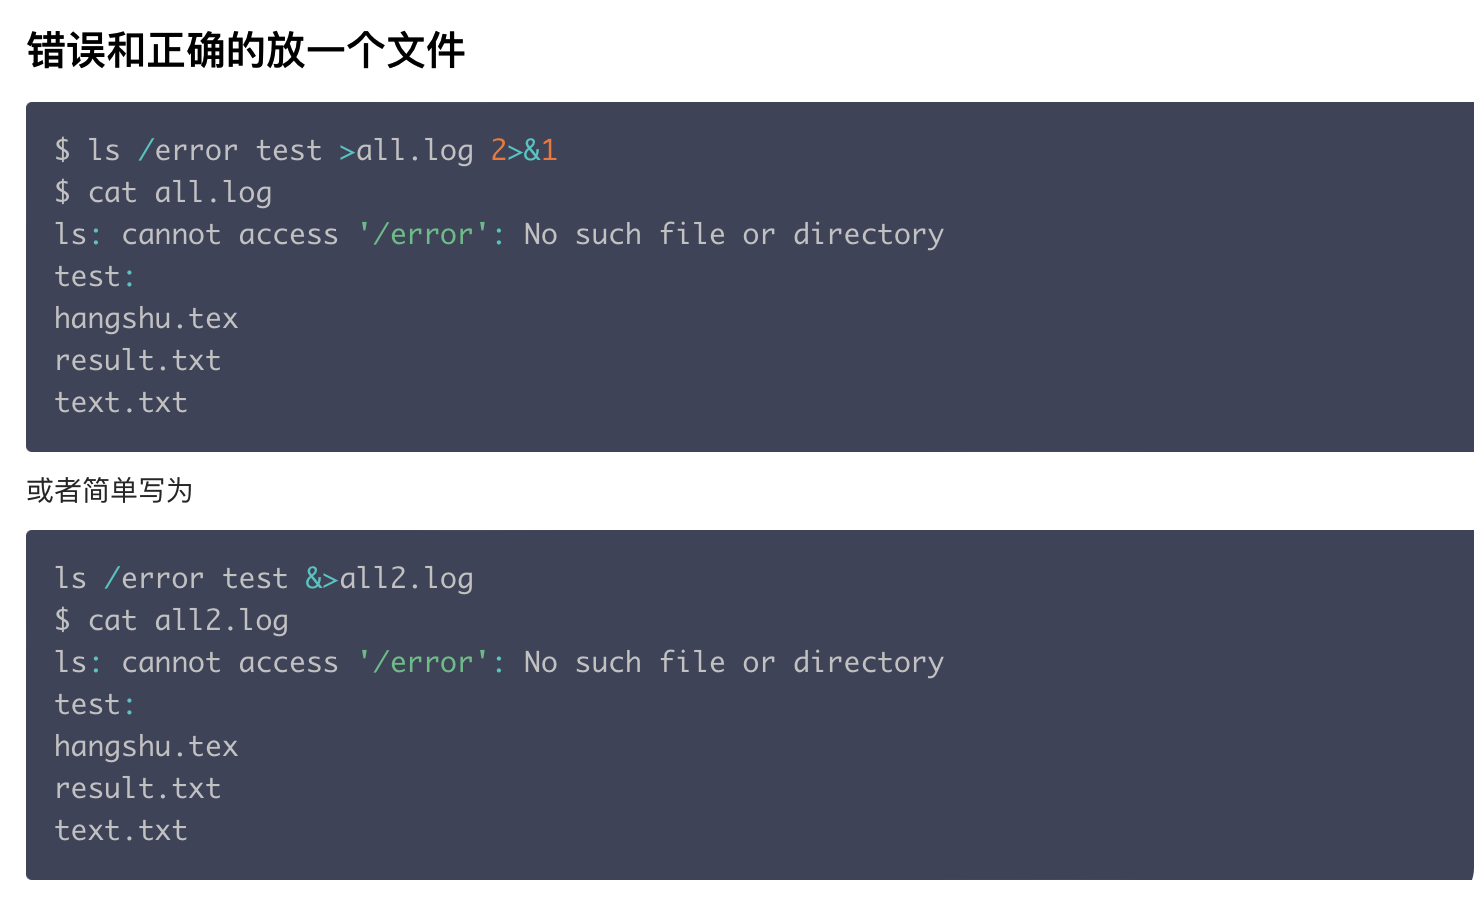 错误和正确的放一个文件
$ ls /error test >all.log 2>&1
$ cat all.log
ls: cannot access '/error': No such file or directory
test:
hangshu.tex
result.txt
text.txt
或者简单写为
ls /error test &>all2.log
$ cat all2.log
ls: cannot access '/error': No such file or directory
test:
hangshu.tex
result.txt
text.txt